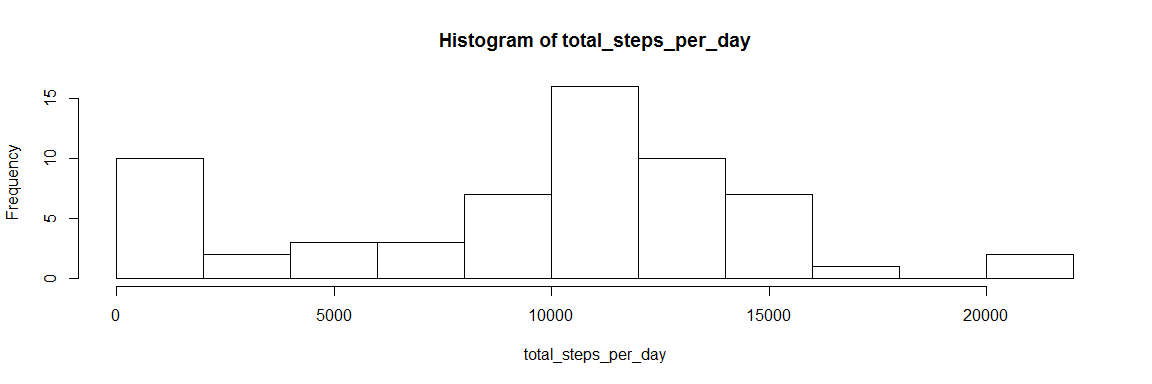 Histogram of total_steps_per_day
Frequency
15
10
5
0
0 5000 10000 15000 20000
total_steps_per_day